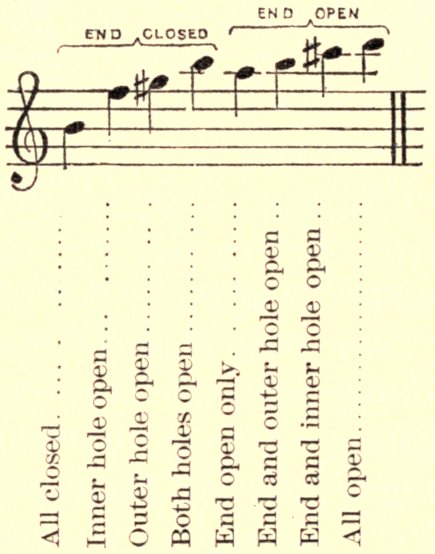 END CLOSED
END OPEN
All closed
Inner hole open
Outer hole open
Both holes open
End open only
End and outer hole open
End and inner hole open
All open